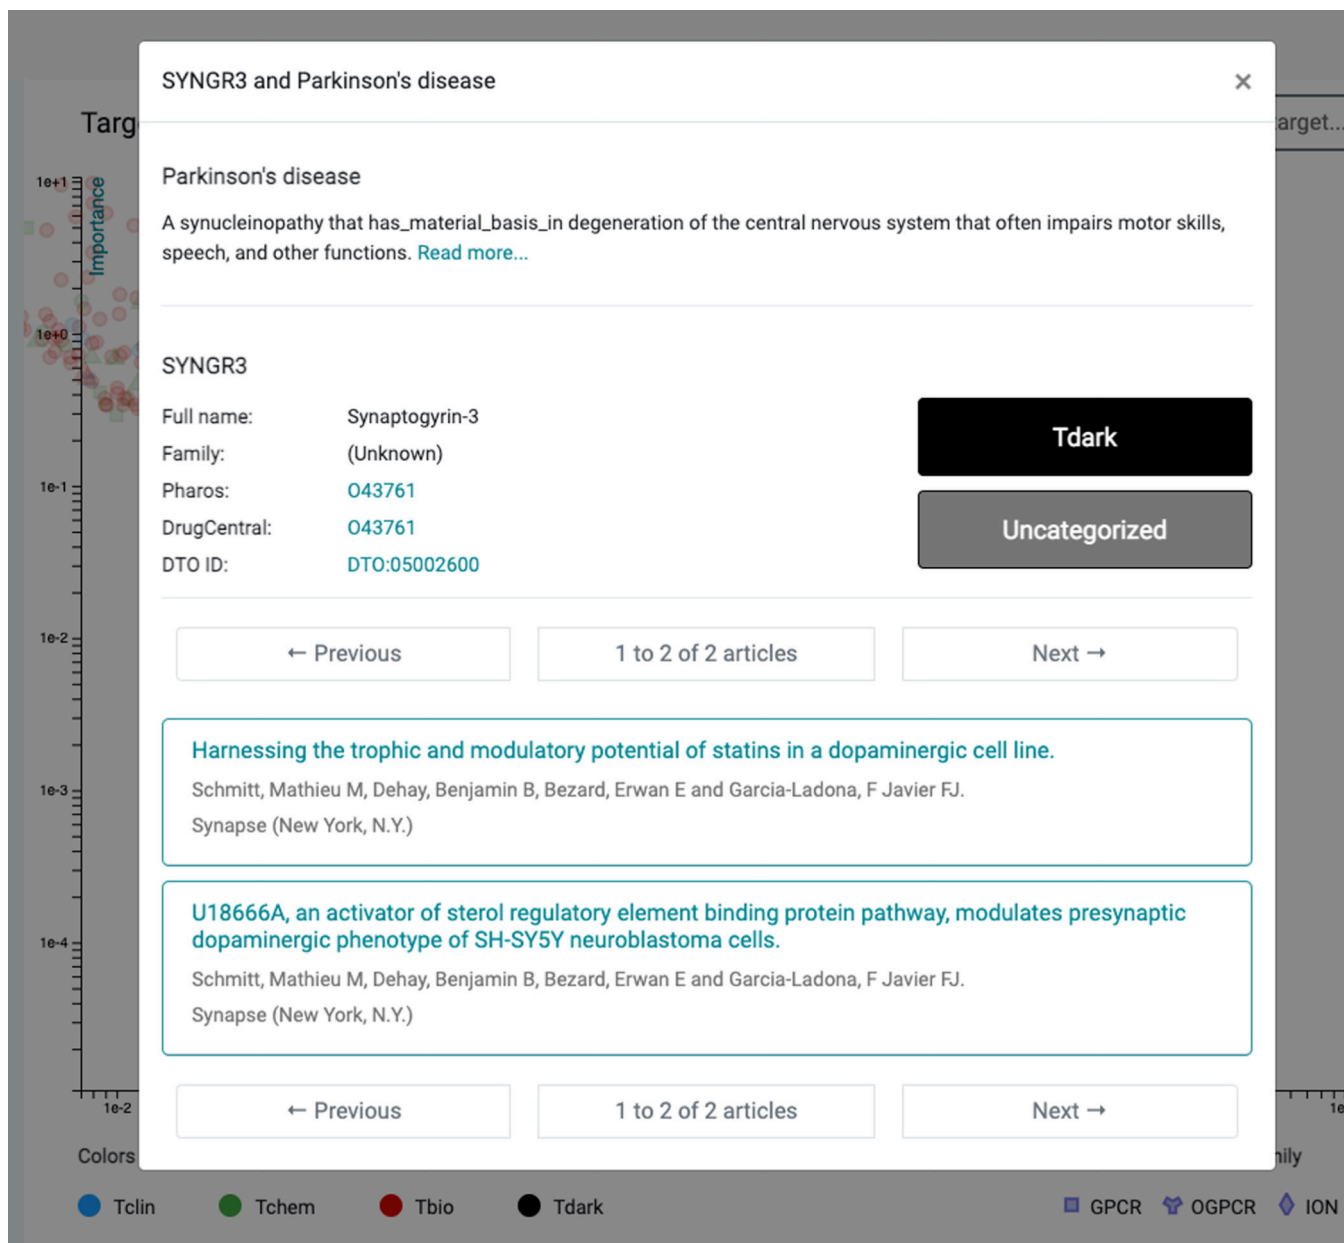 SYNGR3 and Parkinson's disease
×
Targ
arget...
Parkinson's disease
A synucleinopathy that has_material_basis_in degeneration of the central nervous system that often impairs motor skills,
speech, and other functions. Read more...
SYNGR3
Full name: Synaptogyrin-3
Family: (Unknown)
Pharos: O43761
DrugCentral: O43761
DTO ID: DTO:05002600
Tdark
Uncategorized
← Previous
1 to 2 of 2 articles
Next →
Harnessing the trophic and modulatory potential of statins in a dopaminergic cell line.
Schmitt, Mathieu M, Dehay, Benjamin B, Bezard, Erwan E and Garcia-Ladona, F Javier FJ.
Synapse (New York, N.Y.)
U18666A, an activator of sterol regulatory element binding protein pathway, modulates presynaptic
dopaminergic phenotype of SH-SY5Y neuroblastoma cells.
Schmitt, Mathieu M, Dehay, Benjamin B, Bezard, Erwan E and Garcia-Ladona, F Javier FJ.
Synapse (New York, N.Y.)
← Previous
1 to 2 of 2 articles
Next →
Importance
1e+1
1e+0
1e-1
1e-2
1e-3
1e-4
1e-2
1e
Colors
nily
Tclin
Tchem
Tbio
Tdark
GPCR
OGPCR
ION